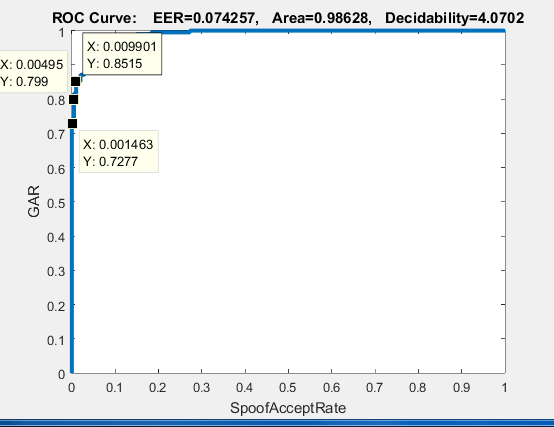 ROC Curve: EER=0.074257, Area=0.98628, Decidability=4.0702
X: 0.009901
Y: 0.8515
X: 0.00495
Y: 0.799
X: 0.001463
Y: 0.7277
1
0.9
0.8
0.7
0.6
0.5
0.4
0.3
0.2
0.1
0
GAR
0 0.1 0.2 0.3 0.4 0.5 0.6 0.7 0.8 0.9 1
SpoofAcceptRate